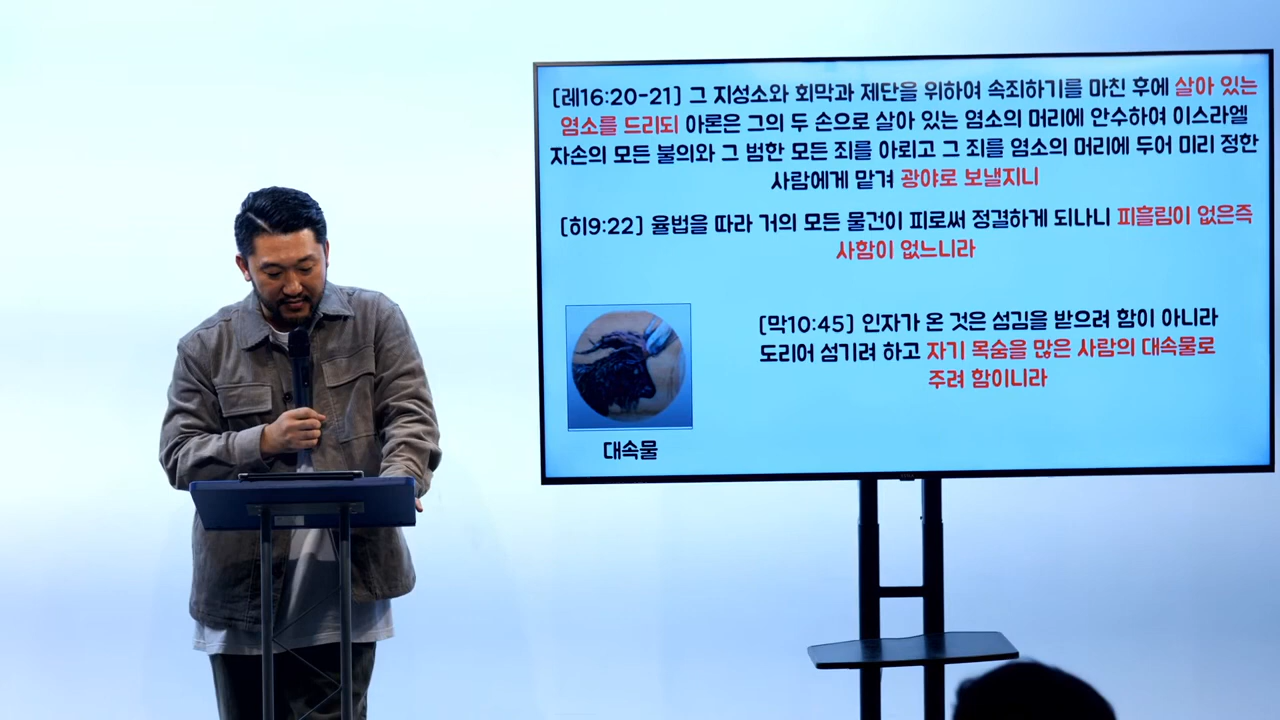 [레16:20-21] 그 지성소와 회막과 제단을 위하여 속죄하기를 마친 후에 살아 있는
염소를 드리되 아론은 그의 두 손으로 살아 있는 염소의 머리에 안수하여 이스라엘
자손의 모든 불의와 그 범한 모든 죄를 아뢰고 그 죄를 염소의 머리에 두어 미리 정한
사람에게 맡겨 광야로 보낼지니
[히9:22] 율법을 따라 거의 모든 물건이 피로써 정결하게 되나니 피흘림이 없은즉
사함이 없느니라
[막10:45] 인자가 온 것은 섬김을 받으려 함이 아니라
도리어 섬기려 하고 자기 목숨을 많은 사람의 대속물로
주려 함이니라
대속물